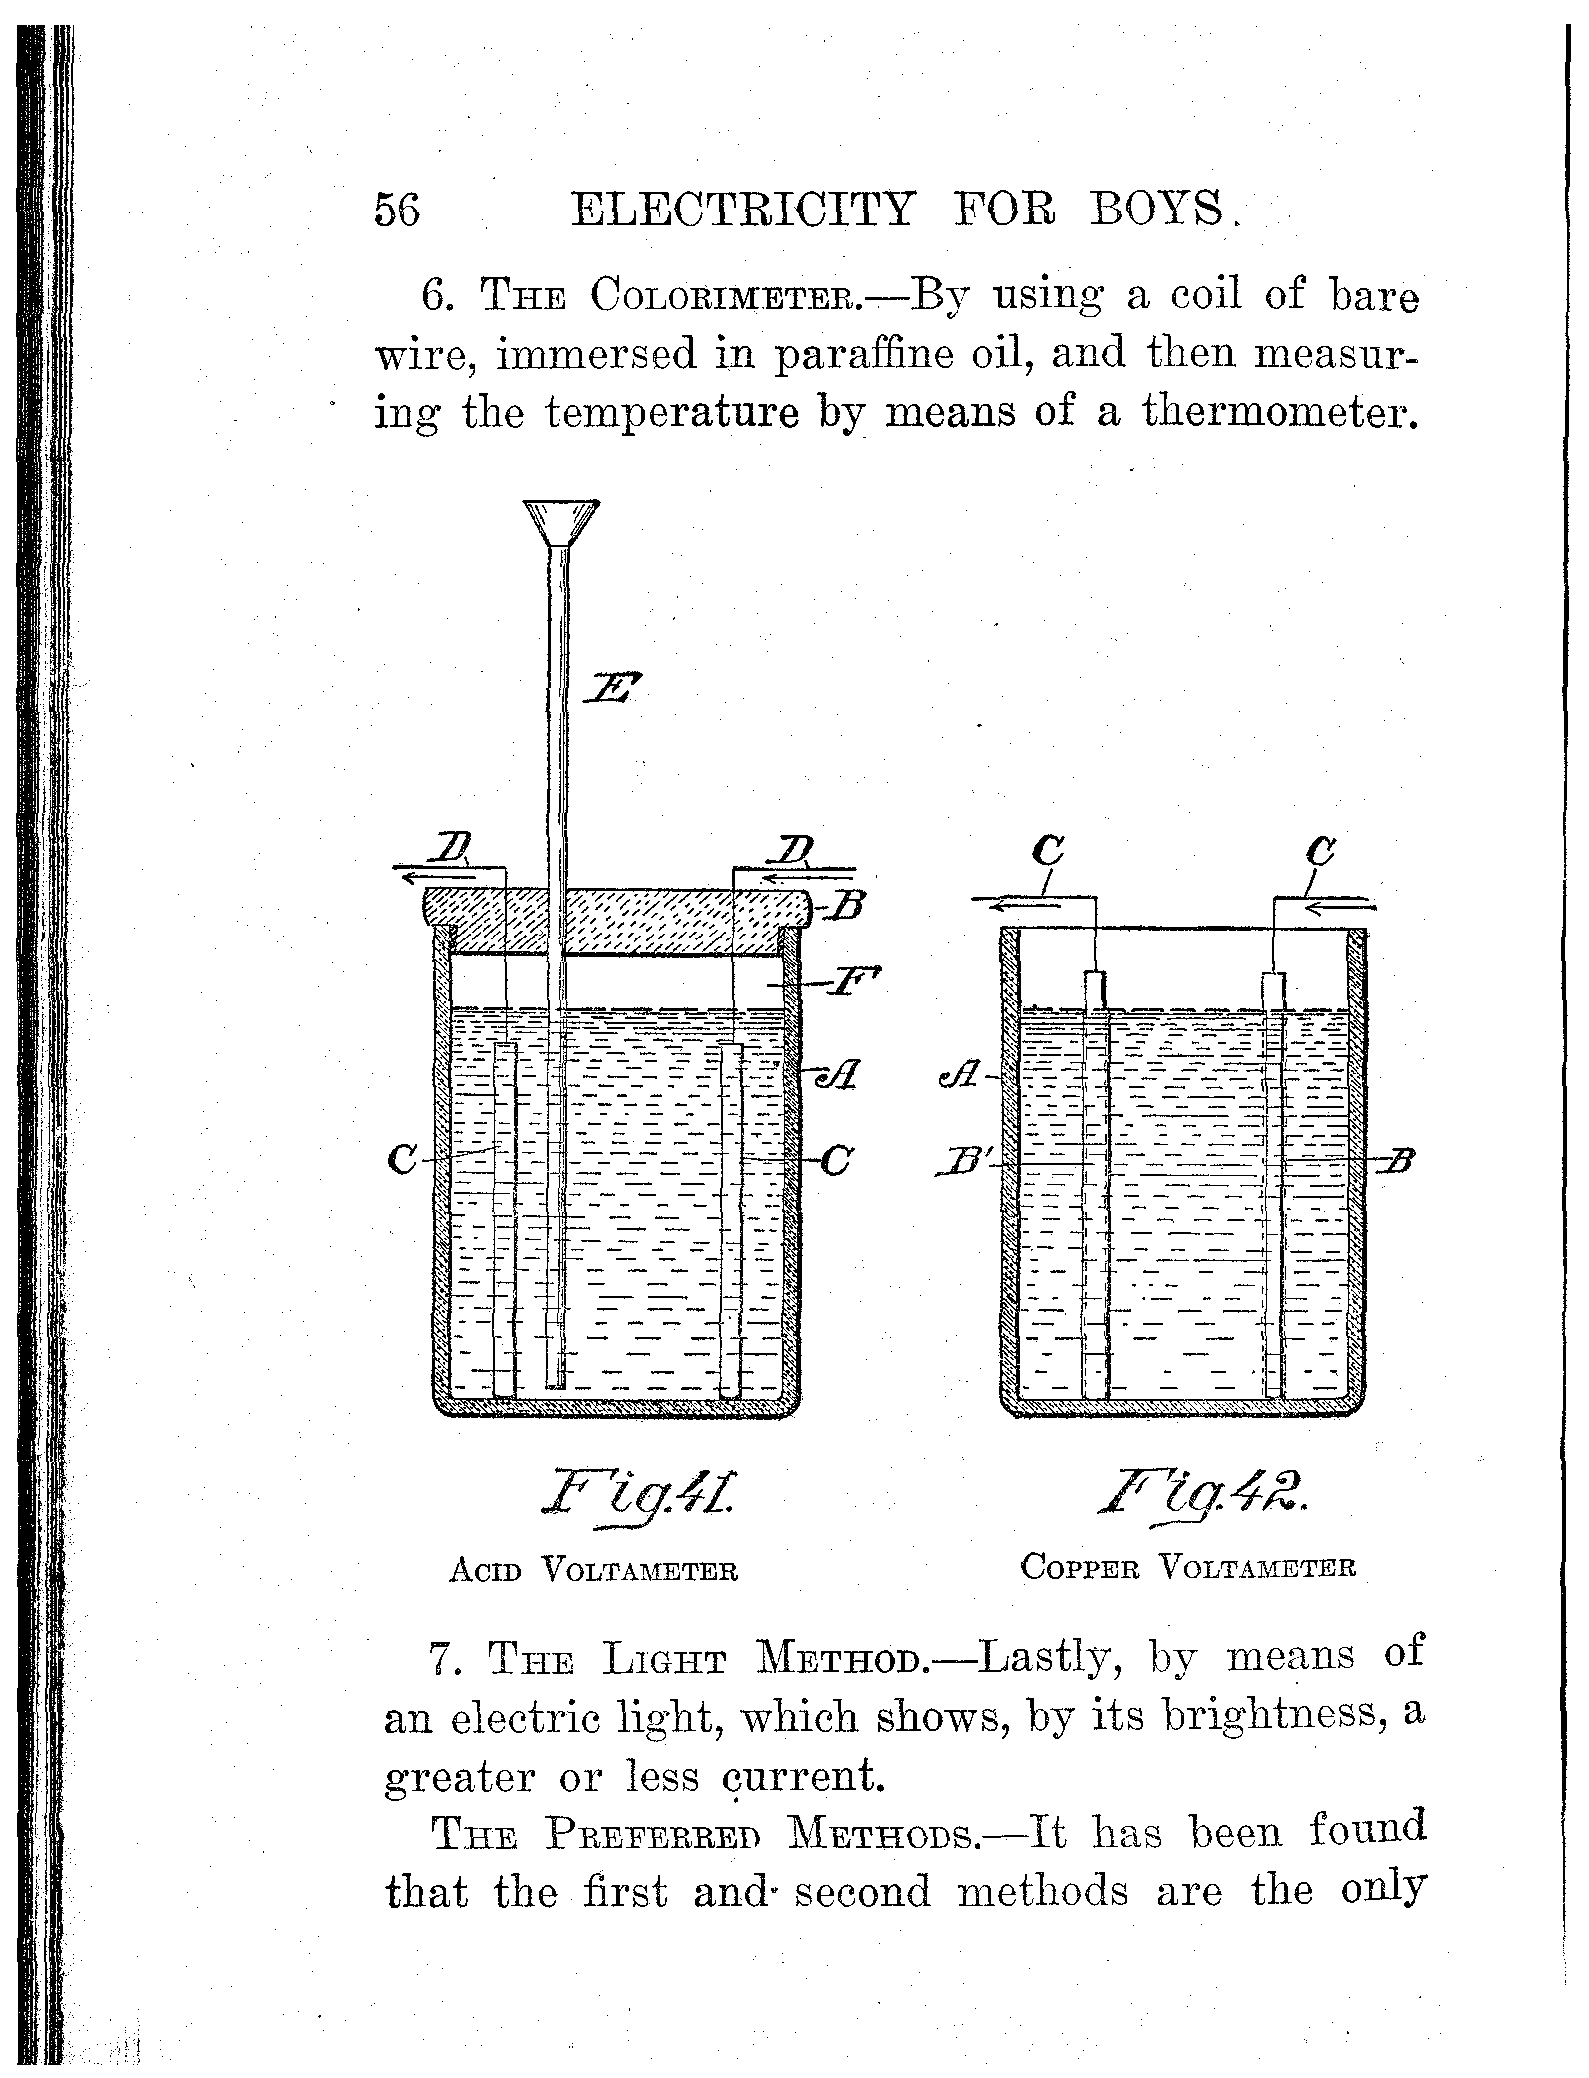 56 ELECTRICITY FOR BOYS.
6. THE COLORIMETER.—By using a coil of bare
wire, immersed in paraffine oil, and then measur-
ing the temperature by means of a thermometer.
E
D D C C
B
F
A A
C C B' B
Fig. 41. Fig. 42.
ACID VOLTAMETER COPPER VOLTAMETER
7. THE LIGHT METHOD.—Lastly, by means of
an electric light, which shows, by its brightness, a
greater or less current.
THE PREFERRED METHODS.—It has been found
that the first and second methods are the only